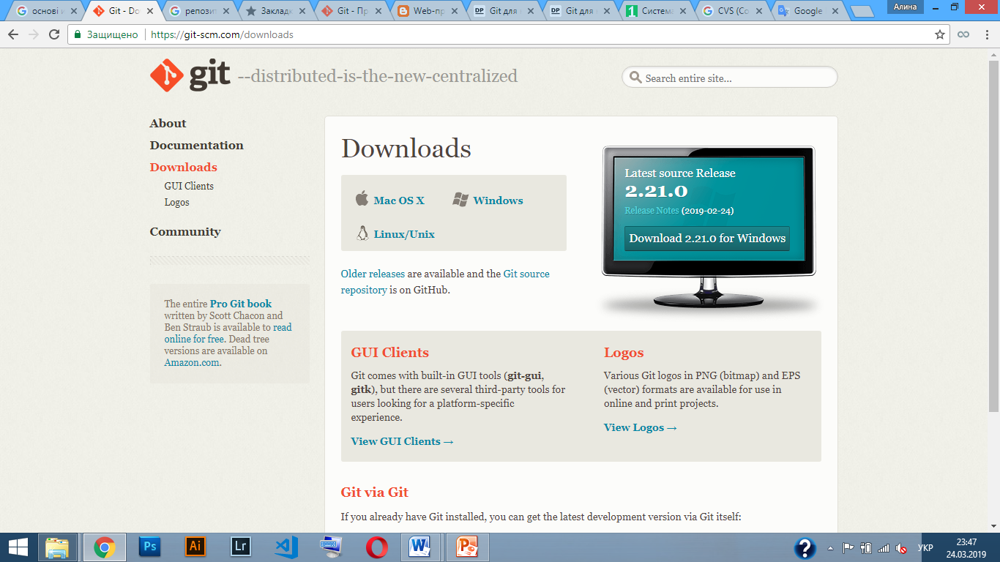 основі
Git - Do
репозит
Закладк
Git - Пр
Web-пр
Git для
Git для
Система
CVS (Co
Google
Алина
Защищено
https://git-scm.com/downloads
git --distributed-is-the-new-centralized
Search entire site...
About
Documentation
Downloads
GUI Clients
Logos
Community
The entire Pro Git book
written by Scott Chacon and
Ben Straub is available to read
online for free. Dead tree
versions are available on
Amazon.com.
Downloads
Mac OS X
Windows
Linux/Unix
Older releases are available and the Git source
repository is on GitHub.
Latest source Release
2.21.0
Release Notes (2019-02-24)
Download 2.21.0 for Windows
GUI Clients
Git comes with built-in GUI tools (git-gui,
gitk), but there are several third-party tools for
users looking for a platform-specific
experience.
View GUI Clients →
Logos
Various Git logos in PNG (bitmap) and EPS
(vector) formats are available for use in
online and print projects.
View Logos →
Git via Git
If you already have Git installed, you can get the latest development version via Git itself:
Ps
Ai
Lr
УКР
23:47
24.03.2019